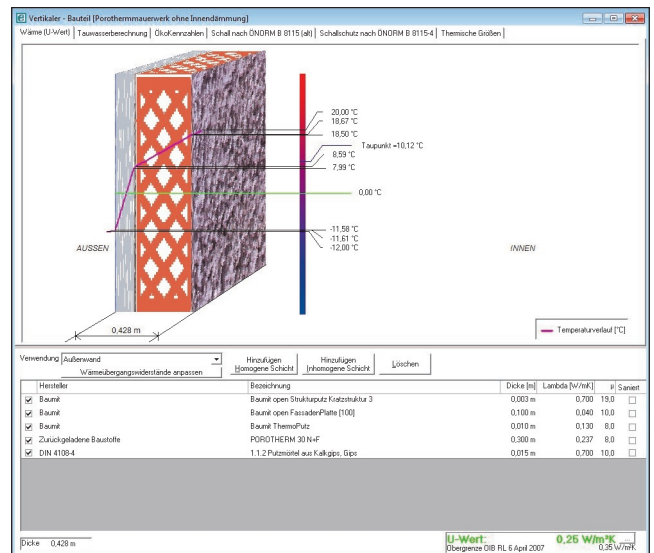 Vertikaler - Bauteil [Porothermmauerwerk ohne Innendämmung]
Wärme (U-Wert) Tauwasserberechnung ÖkoKennzahlen Schall nach ÖNORM B 8115 (alt) Schallschutz nach ÖNORM B 8115-4 Thermische Größen
20,00 °C
18,67 °C
18,50 °C
Taupunkt =10,12 °C
8,59 °C
7,99 °C
0,00 °C
-11,58 °C
-11,61 °C
-12,00 °C
AUSSEN
INNEN
0,428 m
Temperaturverlauf [°C]
Verwendung Außenwand
Wärmeübergangswiderstände anpassen
Hinzufügen
Homogene Schicht
Hinzufügen
Inhomogene Schicht
Löschen
Hersteller Bezeichnung Dicke [m] Lambda [W/mK] µ Saniert
Baumit Baumit open Strukturputz Kratzstruktur 3 0,003 m 0,700 19,0
Baumit Baumit open FassadenPlatte [100] 0,100 m 0,040 10,0
Baumit Baumit ThermoPutz 0,010 m 0,130 8,0
Zurückgeladene Baustoffe POROTHERM 30 N+F 0,300 m 0,237 8,0
DIN 4108-4 1.1.2 Putzmörtel aus Kalkgips, Gips 0,015 m 0,700 10,0
Dicke 0,428 m
U-Wert: 0,25 W/m²K ...
Obergrenze OIB RL 6 April 2007 0,35 W/m²K